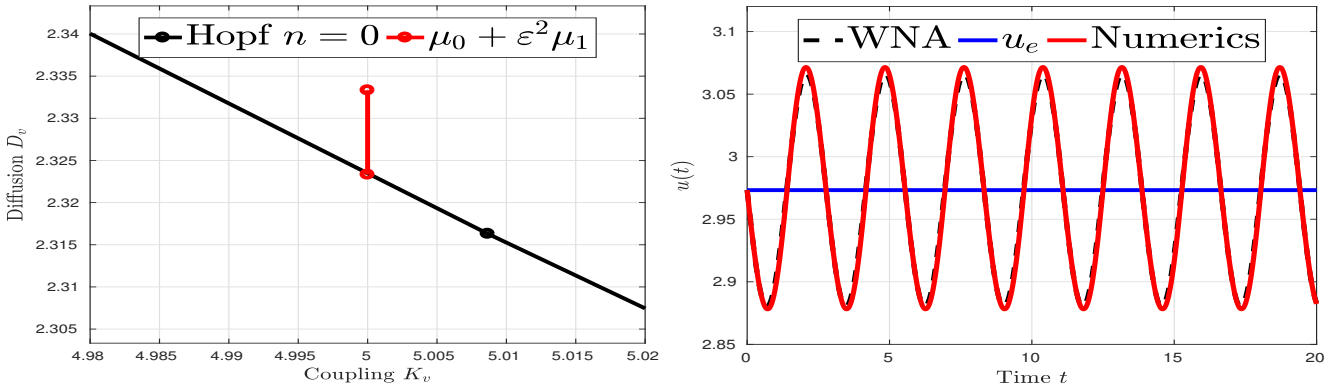 Hopf n = 0 μ₀ + ε²μ₁
2.34
2.335
2.33
2.325
2.32
2.315
2.31
2.305
Diffusion Dᵥ
4.98 4.985 4.99 4.995 5 5.005 5.01 5.015 5.02
Coupling Kᵥ
WNA uₑ Numerics
3.1
3.05
3
2.95
2.9
2.85
u(t)
0 5 10 15 20
Time t